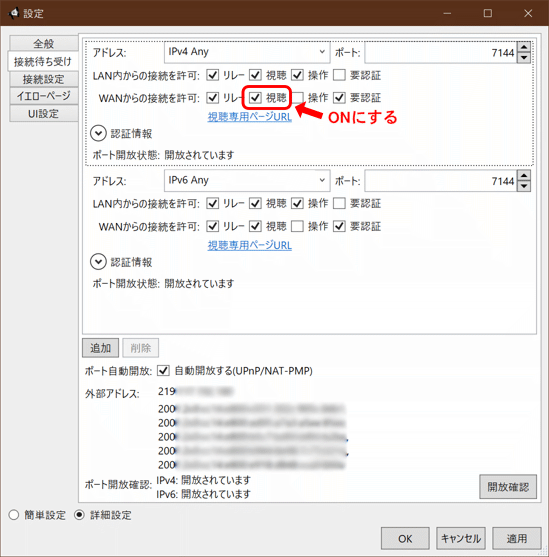 設定
全般
接続待ち受け
接続設定
イエローページ
UI設定
アドレス: IPv4 Any ポート: 7144
LAN内からの接続を許可: リレー 視聴 操作 要認証
WANからの接続を許可: リレー 視聴 操作 要認証
視聴専用ページURL
ONにする
認証情報
ポート開放状態: 開放されています
アドレス: IPv6 Any ポート: 7144
LAN内からの接続を許可: リレー 視聴 操作 要認証
WANからの接続を許可: リレー 視聴 操作 要認証
視聴専用ページURL
認証情報
ポート開放状態: 開放されています
追加 削除
ポート自動開放: 自動開放する(UPnP/NAT-PMP)
外部アドレス: 219
200
200
200
200
200
ポート開放確認: IPv4: 開放されています
IPv6: 開放されています
開放確認
簡単設定 詳細設定
OK キャンセル 適用